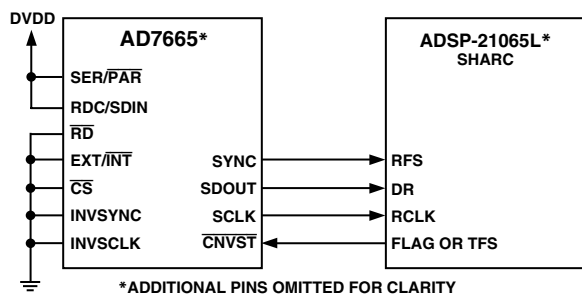 DVDD
AD7665*
SER/PAR
RDC/SDIN
RD
EXT/INT
CS
INVSYNC
INVSCLK
SYNC
SDOUT
SCLK
CNVST
ADSP-21065L*
SHARC
RFS
DR
RCLK
FLAG OR TFS
*ADDITIONAL PINS OMITTED FOR CLARITY